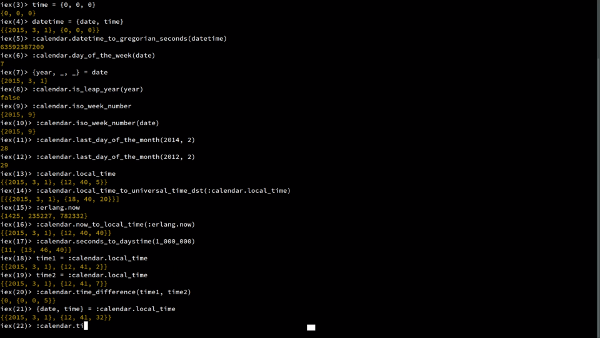 iex(3)> time = {0, 0, 0}
{0, 0, 0}
iex(4)> datetime = {date, time}
{{2015, 3, 1}, {0, 0, 0}}
iex(5)> :calendar.datetime_to_gregorian_seconds(datetime)
63592387200
iex(6)> :calendar.day_of_the_week(date)
7
iex(7)> {year, _, _} = date
{2015, 3, 1}
iex(8)> :calendar.is_leap_year(year)
false
iex(9)> :calendar.iso_week_number
{2015, 9}
iex(10)> :calendar.iso_week_number(date)
{2015, 9}
iex(11)> :calendar.last_day_of_the_month(2014, 2)
28
iex(12)> :calendar.last_day_of_the_month(2012, 2)
29
iex(13)> :calendar.local_time
{{2015, 3, 1}, {12, 40, 5}}
iex(14)> :calendar.local_time_to_universal_time_dst(:calendar.local_time)
[{{2015, 3, 1}, {18, 40, 20}}]
iex(15)> :erlang.now
{1425, 235227, 782332}
iex(16)> :calendar.now_to_local_time(:erlang.now)
{{2015, 3, 1}, {12, 40, 40}}
iex(17)> :calendar.seconds_to_daystime(1_000_000)
{11, {13, 46, 40}}
iex(18)> time1 = :calendar.local_time
{{2015, 3, 1}, {12, 41, 2}}
iex(19)> time2 = :calendar.local_time
{{2015, 3, 1}, {12, 41, 7}}
iex(20)> :calendar.time_difference(time1, time2)
{0, {0, 0, 5}}
iex(21)> {date, time} = :calendar.local_time
{{2015, 3, 1}, {12, 41, 32}}
iex(22)> :calendar.ti